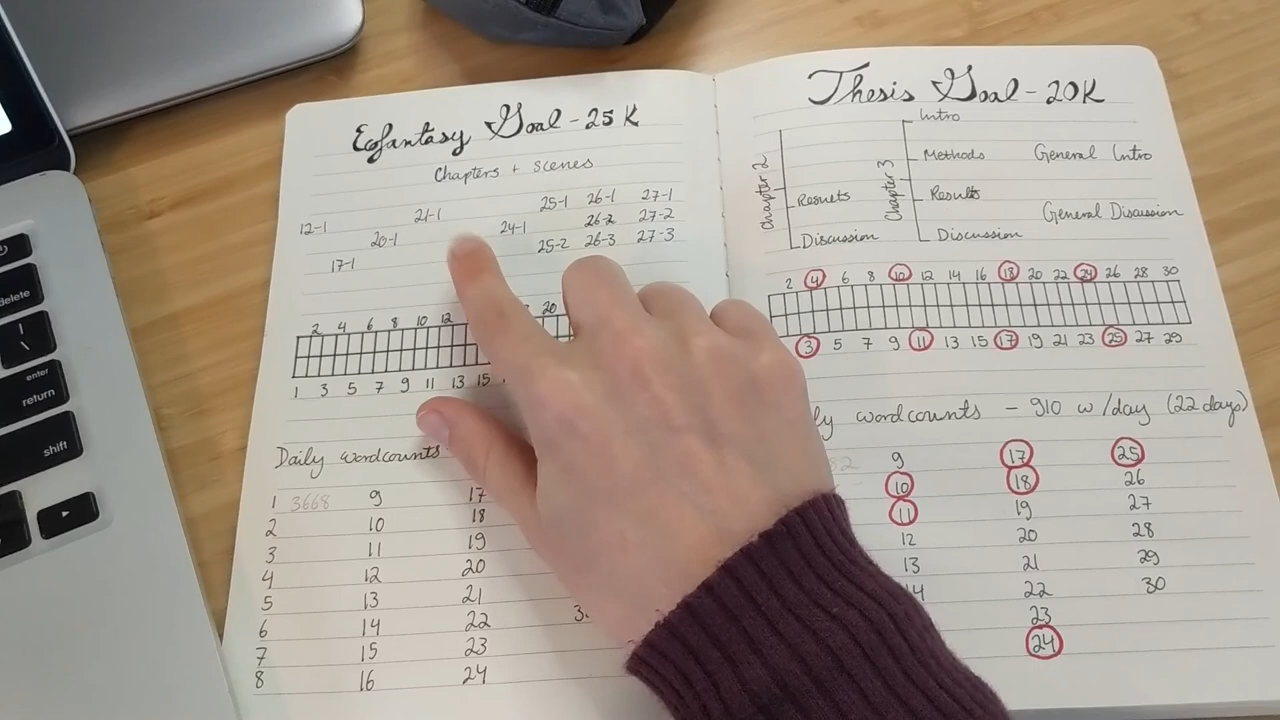 Ecofantasy Goal - 25K
Chapters + scenes
25-1 26-1 27-1
21-1
26-2 27-2
12-1
24-1
20-1
25-2 26-3 27-3
17-1
2 4 6 8 10 12 20
1 3 5 7 9 11 13 15
Daily wordcounts
1 3668 9 17
2 10 18
3 11 19
4 12 20
5 13 21
6 14 22
7 15 23
8 16 24
Thesis Goal - 20K
Chapter 2
Results
Discussion
Chapter 3
Intro
Methods
Results
Discussion
General Intro
General Discussion
2 4 6 8 10 12 14 16 18 20 22 24 26 28 30
3 5 7 9 11 13 15 17 19 21 23 25 27 29
ly wordcounts - 910 w/day (22 days)
9 17 25
10 18 26
11 19 27
12 20 28
13 21 29
14 22 30
23
24
delete
enter
return
shift